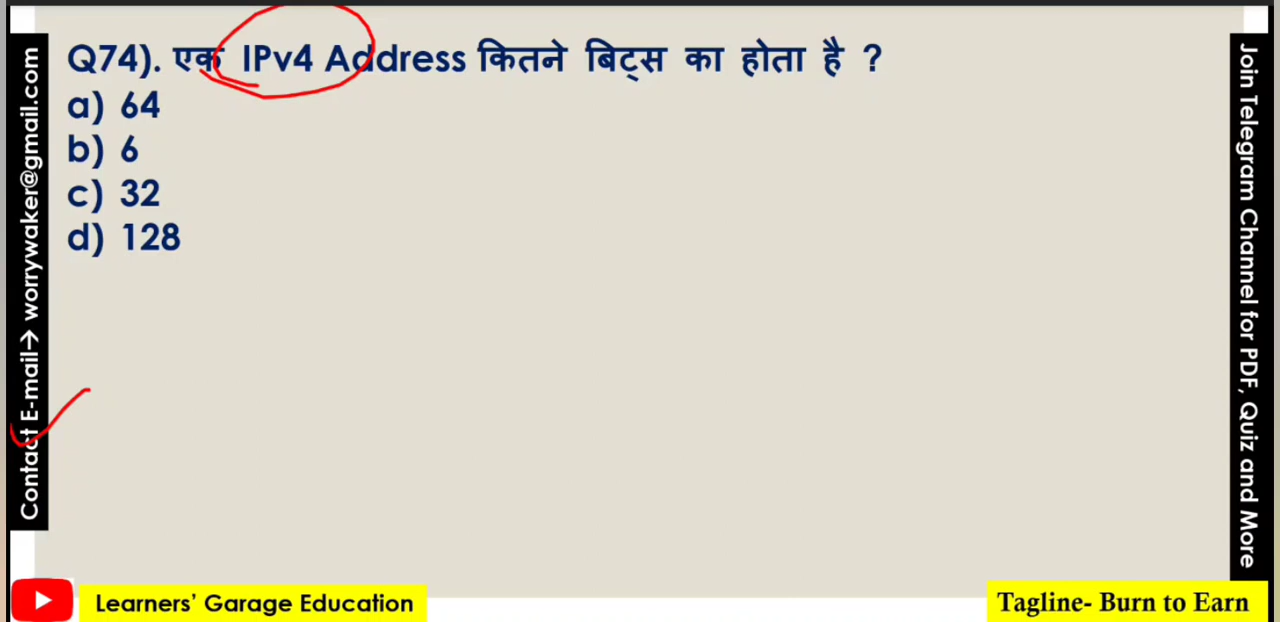 Q74). एक IPv4 Address कितने बिट्स का होता है ?
a) 64
b) 6
c) 32
d) 128
Contact E-mail→ worrywaker@gmail.com
Join Telegram Channel for PDF, Quiz and More
Learners’ Garage Education
Tagline- Burn to Earn